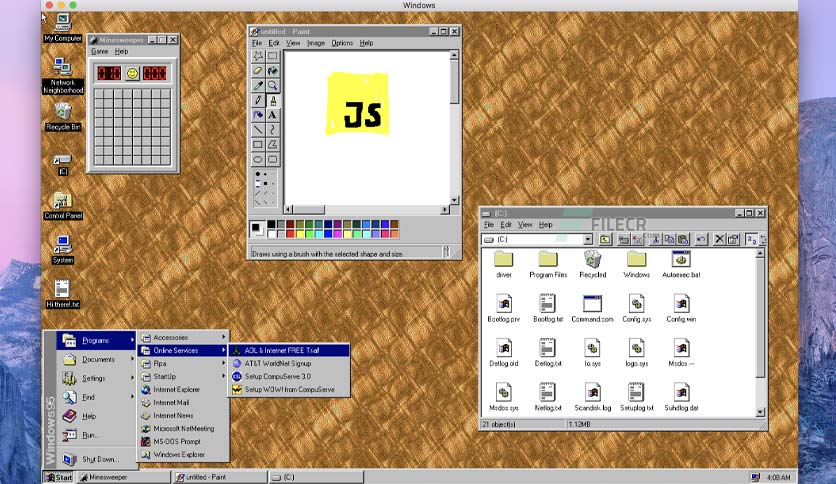 Windows
My Computer
Network
Neighborhood
Recycle Bin
(C)
Control Panel
System
Hi there!.txt
Minesweeper
Game Help
010 000
untitled - Paint
File Edit View Image Options Help
A
JS
Draws using a brush with the selected shape and size.
(C:)
File Edit View Help
FILECR
.com
(C:)
driver Program Files Recycled Windows Autoexec.bat
Bootlog.prv Bootlog.txt Command.com Config.sys Config.win
Detlog.old Detlog.txt Io.sys logo.sys Msdos.---
Msdos.sys Netlog.txt Scandisk.log Setuplog.txt Suhdlog.dat
21 object(s) 1.12MB
Windows95
Programs
Documents
Settings
Find
Help
Run...
Shut Down...
Accessories
Online Services
Pipa
StartUp
Internet Explorer
Internet Mail
Internet News
Microsoft NetMeeting
MS-DOS Prompt
Windows Explorer
AOL & Internet FREE Trial!
AT&T WorldNet Signup
Setup CompuServe 3.0
Setup WOW! from CompuServe
Start Minesweeper untitled - Paint (C:) 4:08 AM